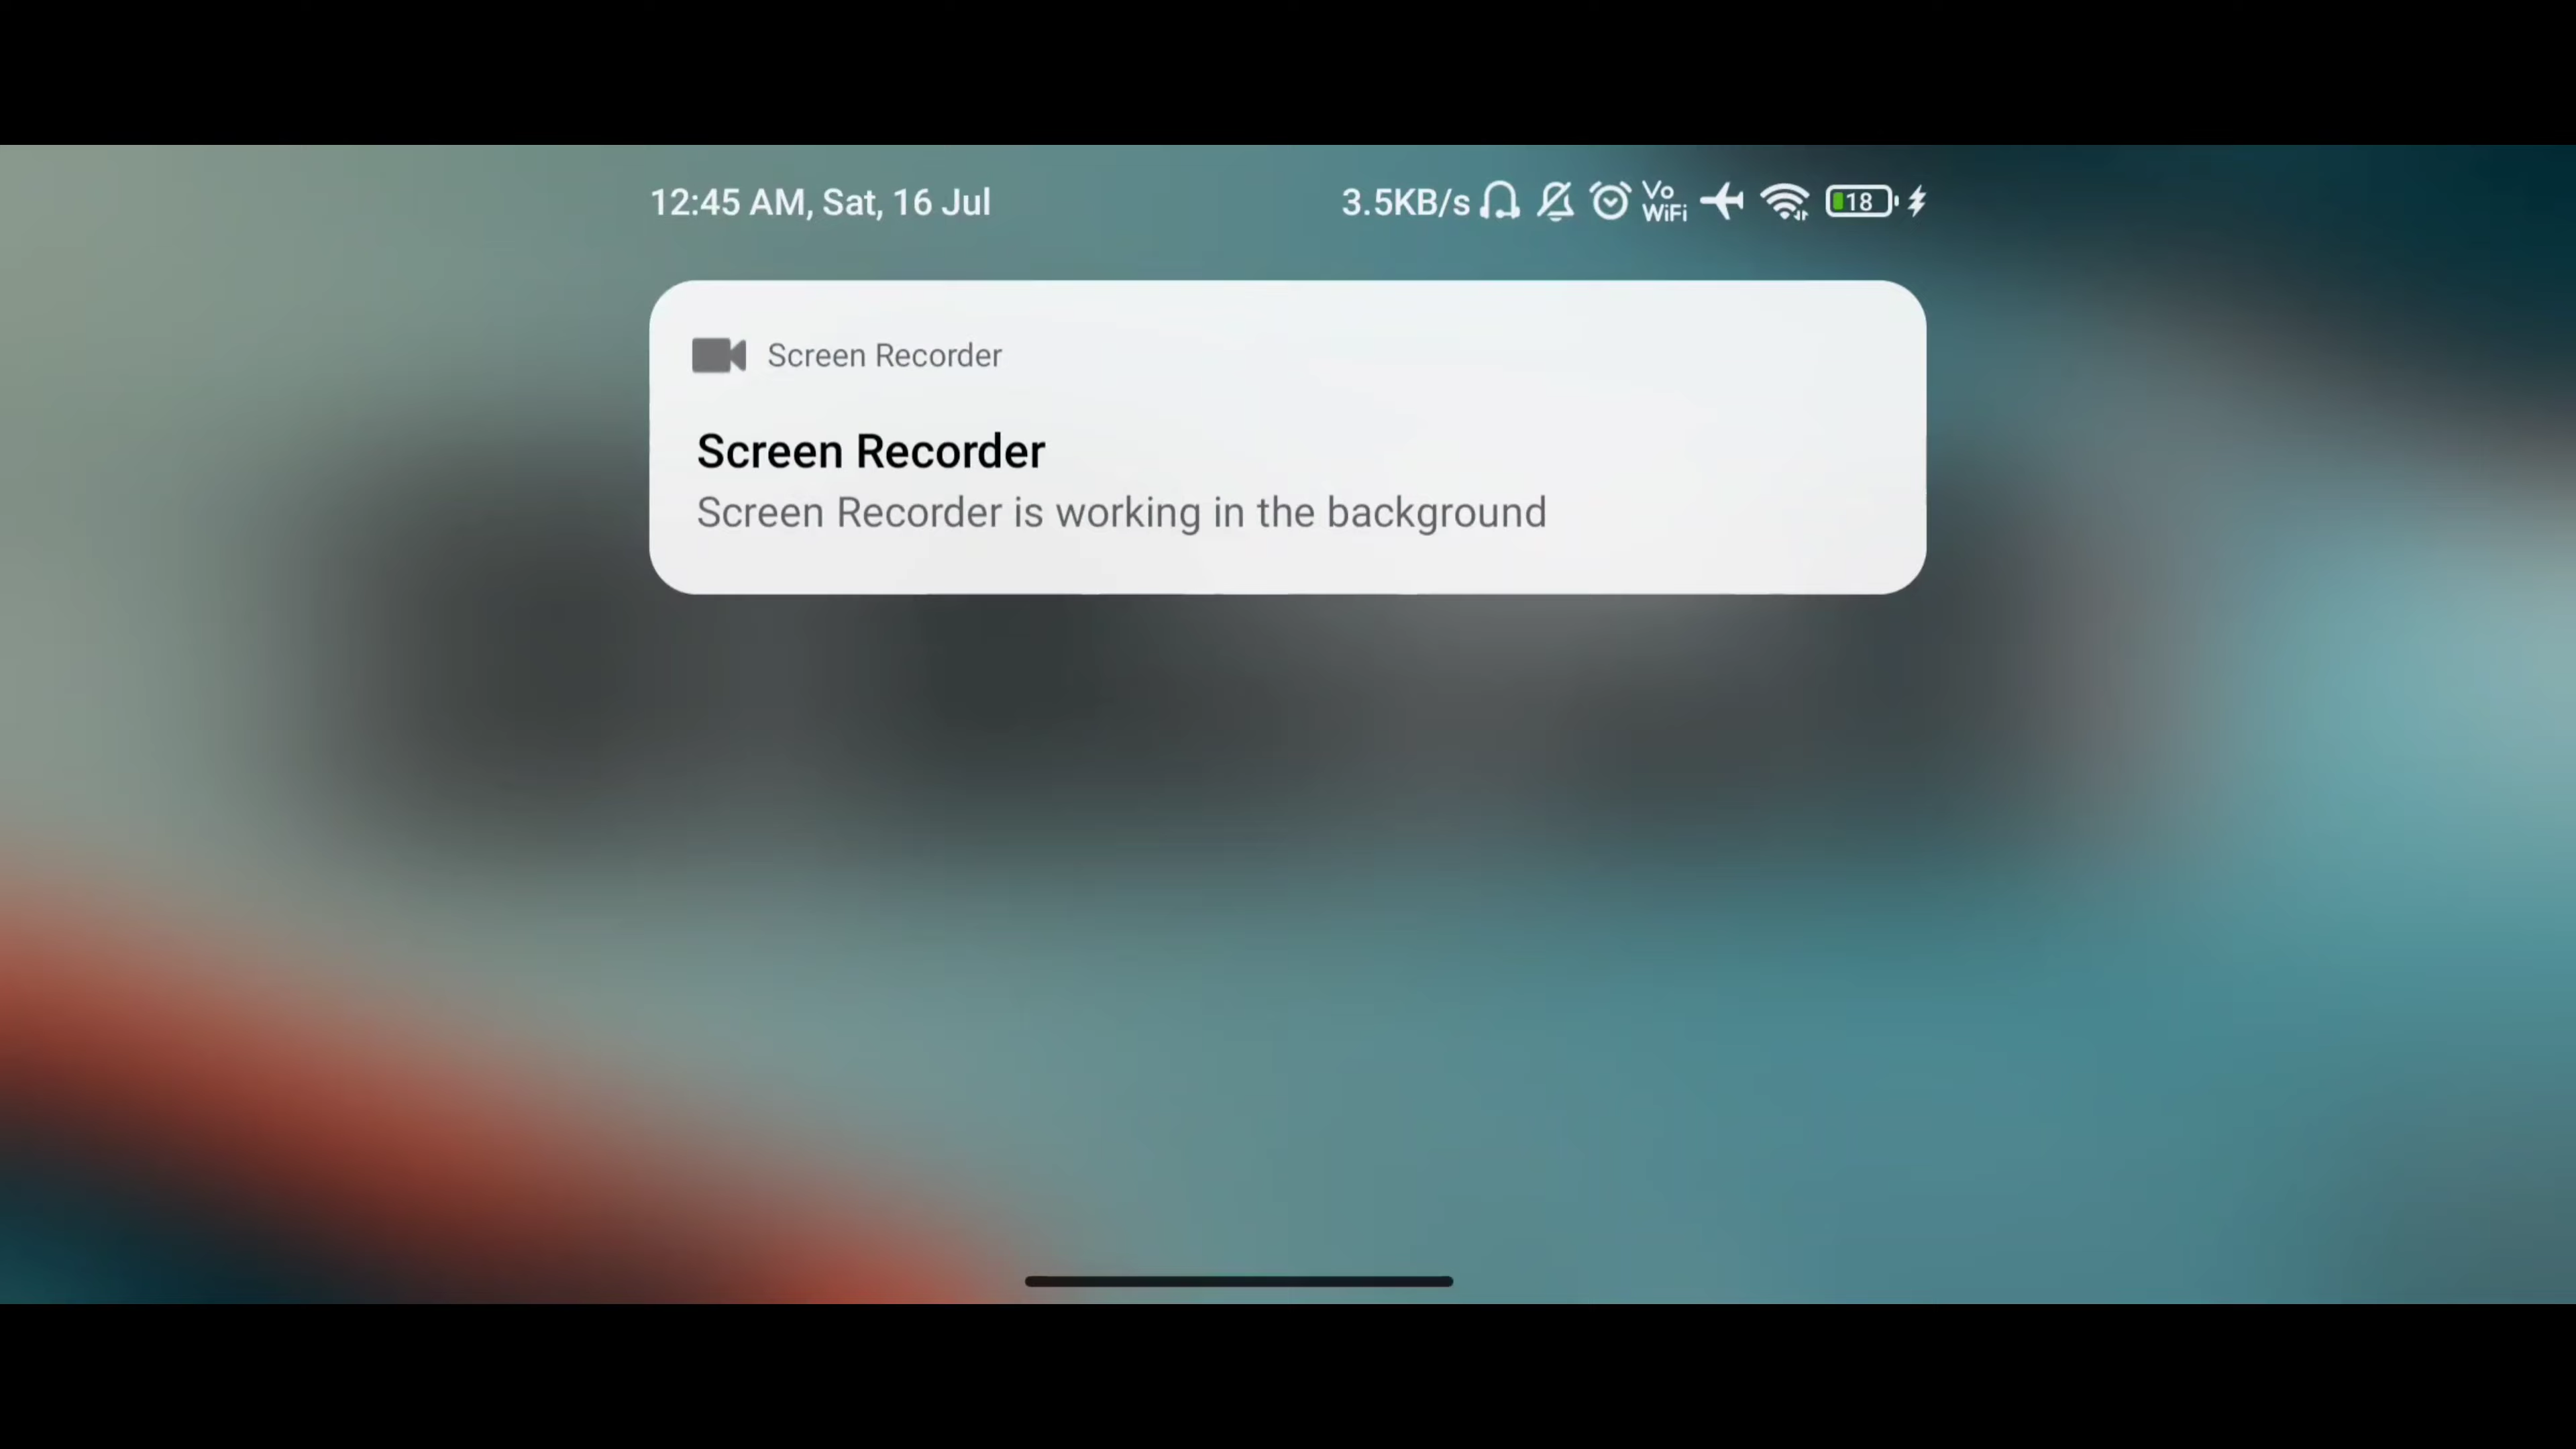 12:45 AM, Sat, 16 Jul 3.5KB/s Vo WiFi 18
Screen Recorder
Screen Recorder
Screen Recorder is working in the background